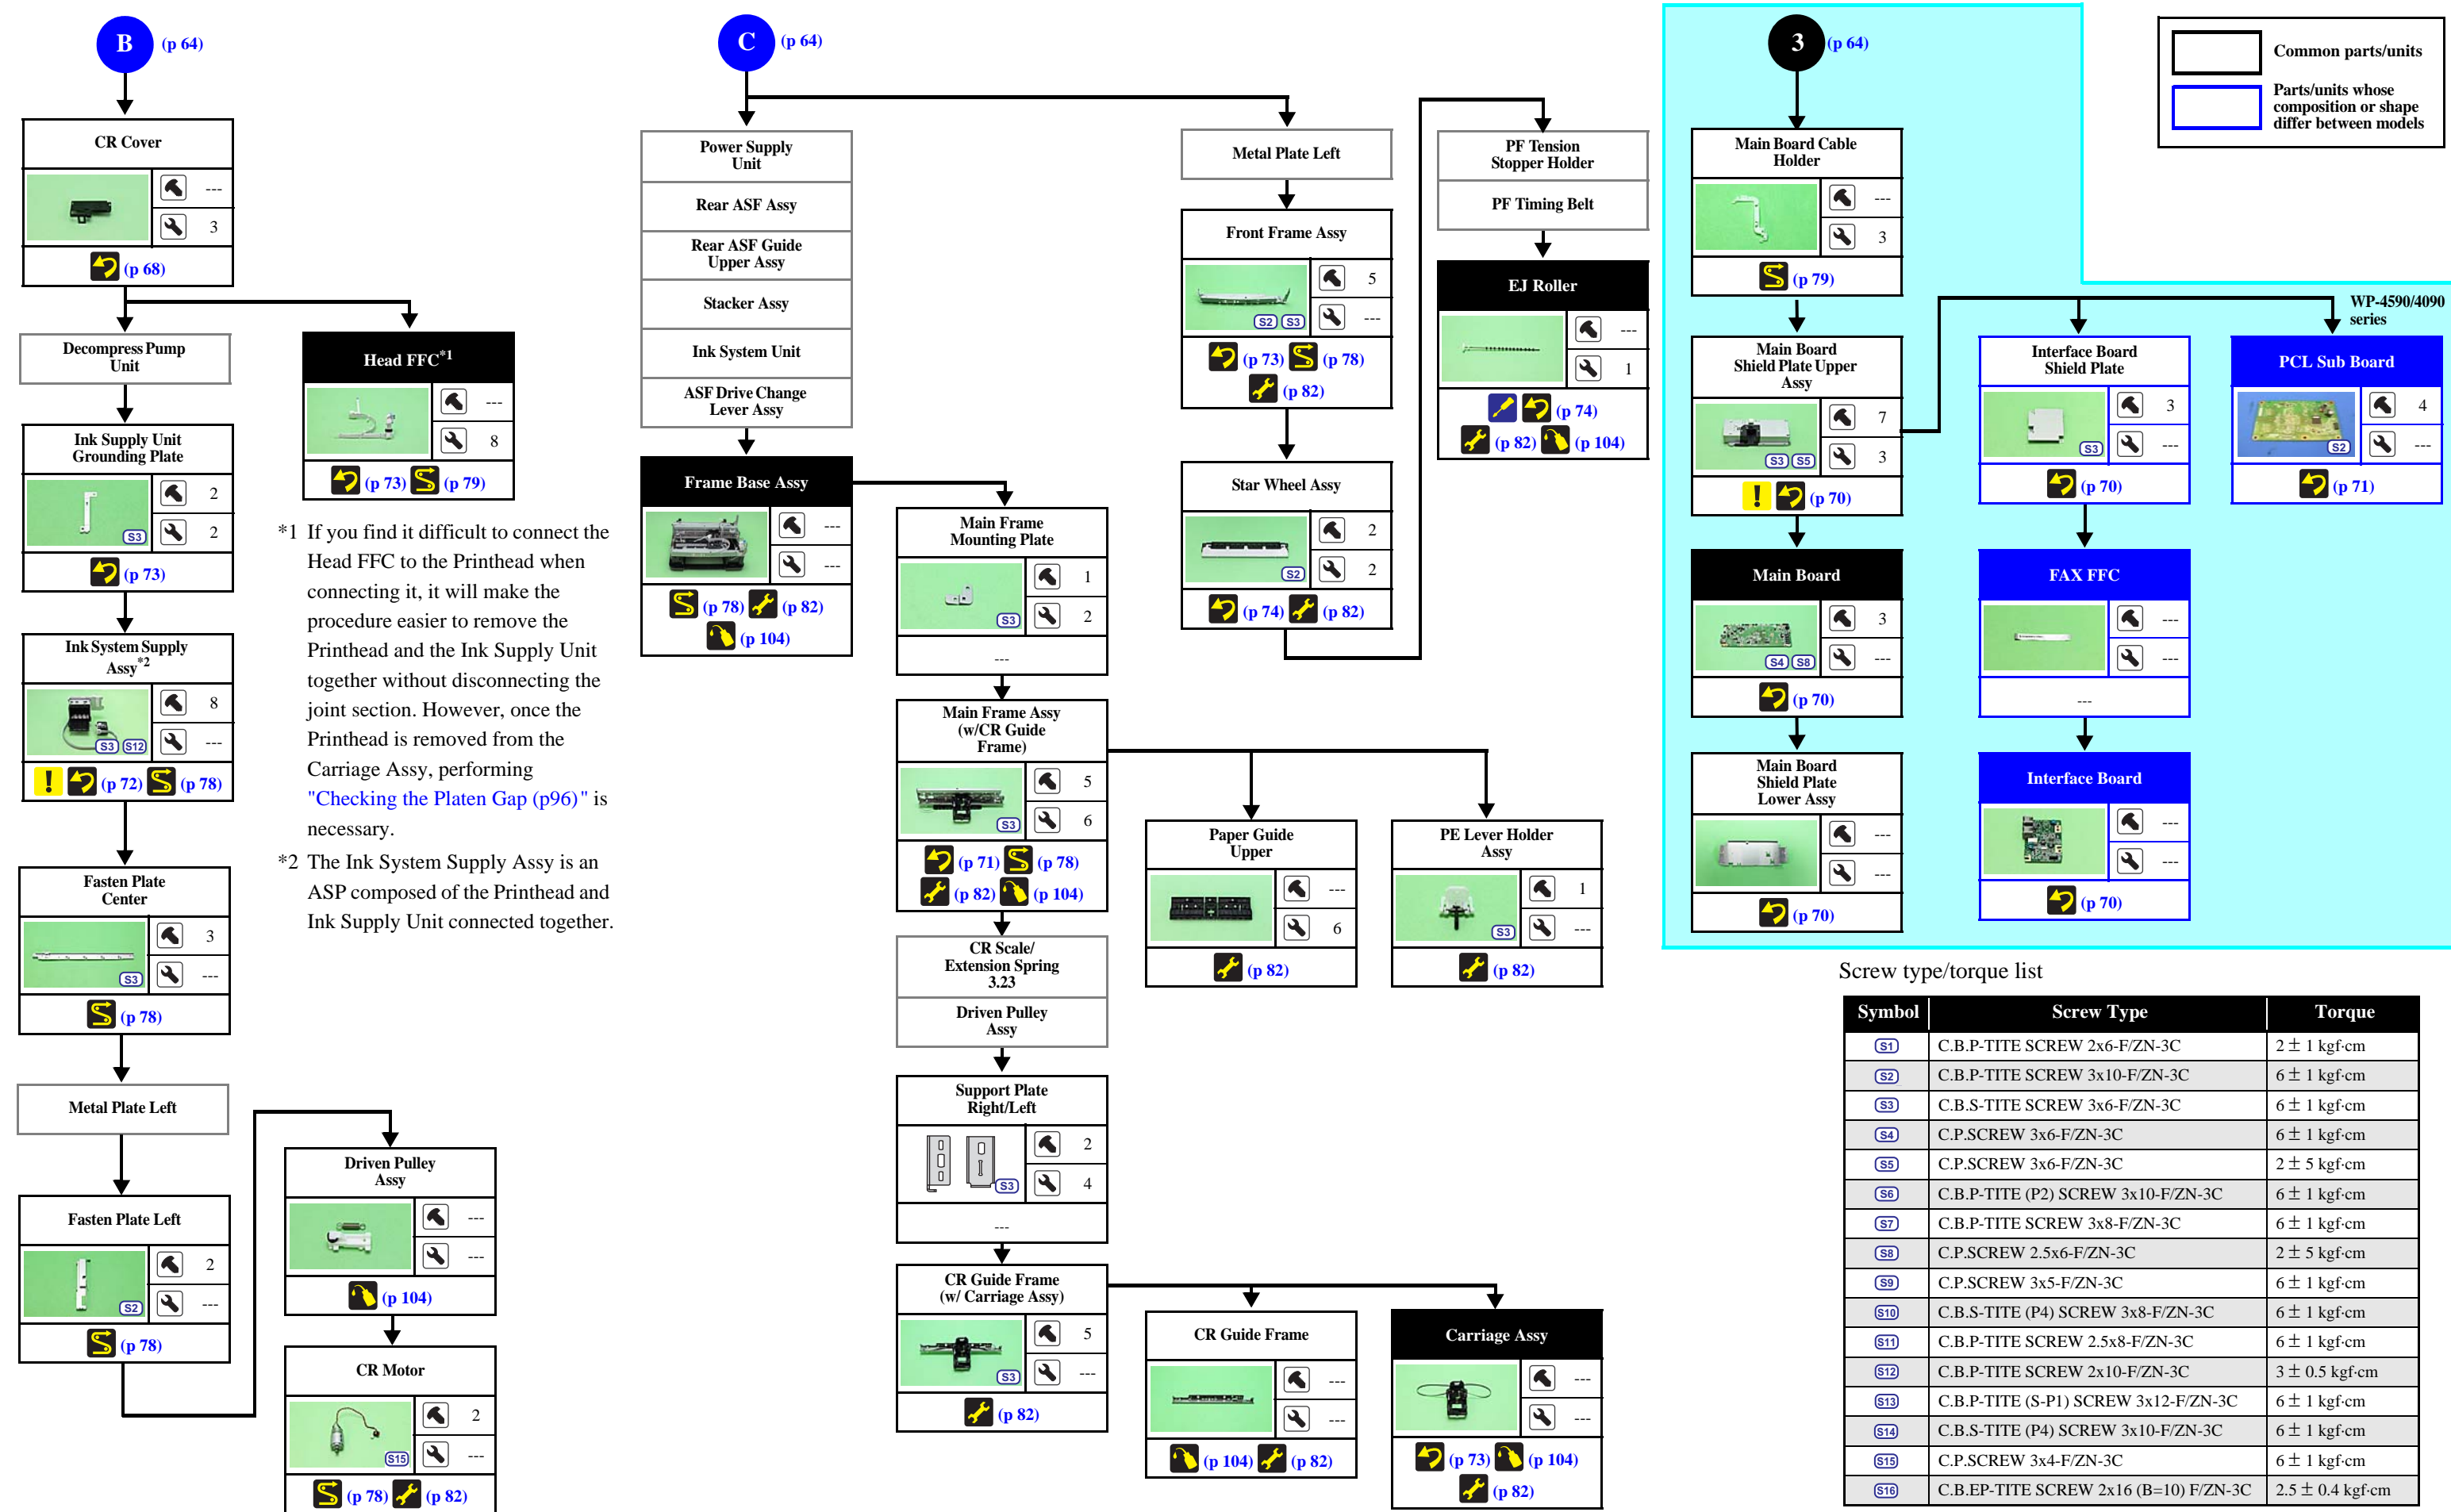 B (p 64)
CR Cover
---
3
(p 68)
Decompress Pump
Unit
Ink Supply Unit
Grounding Plate
S3
2
2
(p 73)
Ink System Supply
Assy*2
S3 S12
8
---
! (p 72) (p 78)
Fasten Plate
Center
S3
3
---
(p 78)
Metal Plate Left
Fasten Plate Left
S2
2
---
(p 78)
Head FFC*1
---
8
(p 73) (p 79)
*1 If you find it difficult to connect the
Head FFC to the Printhead when
connecting it, it will make the
procedure easier to remove the
Printhead and the Ink Supply Unit
together without disconnecting the
joint section. However, once the
Printhead is removed from the
Carriage Assy, performing
"Checking the Platen Gap (p96)" is
necessary.
*2 The Ink System Supply Assy is an
ASP composed of the Printhead and
Ink Supply Unit connected together.
Driven Pulley
Assy
---
---
(p 104)
CR Motor
S15
2
---
(p 78) (p 82)
C (p 64)
Power Supply
Unit
Rear ASF Assy
Rear ASF Guide
Upper Assy
Stacker Assy
Ink System Unit
ASF Drive Change
Lever Assy
Frame Base Assy
---
---
(p 78) (p 82)
(p 104)
Main Frame
Mounting Plate
S3
1
2
---
Main Frame Assy
(w/CR Guide
Frame)
S3
5
6
(p 71) (p 78)
(p 82) (p 104)
CR Scale/
Extension Spring
3.23
Driven Pulley
Assy
Support Plate
Right/Left
S3
2
4
---
CR Guide Frame
(w/ Carriage Assy)
S3
5
---
(p 82)
Paper Guide
Upper
---
6
(p 82)
PE Lever Holder
Assy
S3
1
---
(p 82)
CR Guide Frame
---
---
(p 104) (p 82)
Carriage Assy
---
---
(p 73) (p 104)
(p 82)
Metal Plate Left
Front Frame Assy
S2 S3
5
---
(p 73) (p 78)
(p 82)
Star Wheel Assy
S2
2
2
(p 74) (p 82)
PF Tension
Stopper Holder
PF Timing Belt
EJ Roller
---
1
(p 74)
(p 82) (p 104)
3 (p 64)
Main Board Cable
Holder
---
3
(p 79)
Main Board
Shield Plate Upper
Assy
S3 S5
7
3
! (p 70)
Main Board
S4 S8
3
---
(p 70)
Main Board
Shield Plate
Lower Assy
---
---
(p 70)
Interface Board
Shield Plate
S3
3
---
(p 70)
FAX FFC
---
---
---
Interface Board
---
---
(p 70)
WP-4590/4090
series
PCL Sub Board
S2
4
---
(p 71)
Common parts/units
Parts/units whose
composition or shape
differ between models
Screw type/torque list
Symbol Screw Type Torque
S1 C.B.P-TITE SCREW 2x6-F/ZN-3C 2 ± 1 kgf·cm
S2 C.B.P-TITE SCREW 3x10-F/ZN-3C 6 ± 1 kgf·cm
S3 C.B.S-TITE SCREW 3x6-F/ZN-3C 6 ± 1 kgf·cm
S4 C.P.SCREW 3x6-F/ZN-3C 6 ± 1 kgf·cm
S5 C.P.SCREW 3x6-F/ZN-3C 2 ± 5 kgf·cm
S6 C.B.P-TITE (P2) SCREW 3x10-F/ZN-3C 6 ± 1 kgf·cm
S7 C.B.P-TITE SCREW 3x8-F/ZN-3C 6 ± 1 kgf·cm
S8 C.P.SCREW 2.5x6-F/ZN-3C 2 ± 5 kgf·cm
S9 C.P.SCREW 3x5-F/ZN-3C 6 ± 1 kgf·cm
S10 C.B.S-TITE (P4) SCREW 3x8-F/ZN-3C 6 ± 1 kgf·cm
S11 C.B.P-TITE SCREW 2.5x8-F/ZN-3C 6 ± 1 kgf·cm
S12 C.B.P-TITE SCREW 2x10-F/ZN-3C 3 ± 0.5 kgf·cm
S13 C.B.P-TITE (S-P1) SCREW 3x12-F/ZN-3C 6 ± 1 kgf·cm
S14 C.B.S-TITE (P4) SCREW 3x10-F/ZN-3C 6 ± 1 kgf·cm
S15 C.P.SCREW 3x4-F/ZN-3C 6 ± 1 kgf·cm
S16 C.B.EP-TITE SCREW 2x16 (B=10) F/ZN-3C 2.5 ± 0.4 kgf·cm